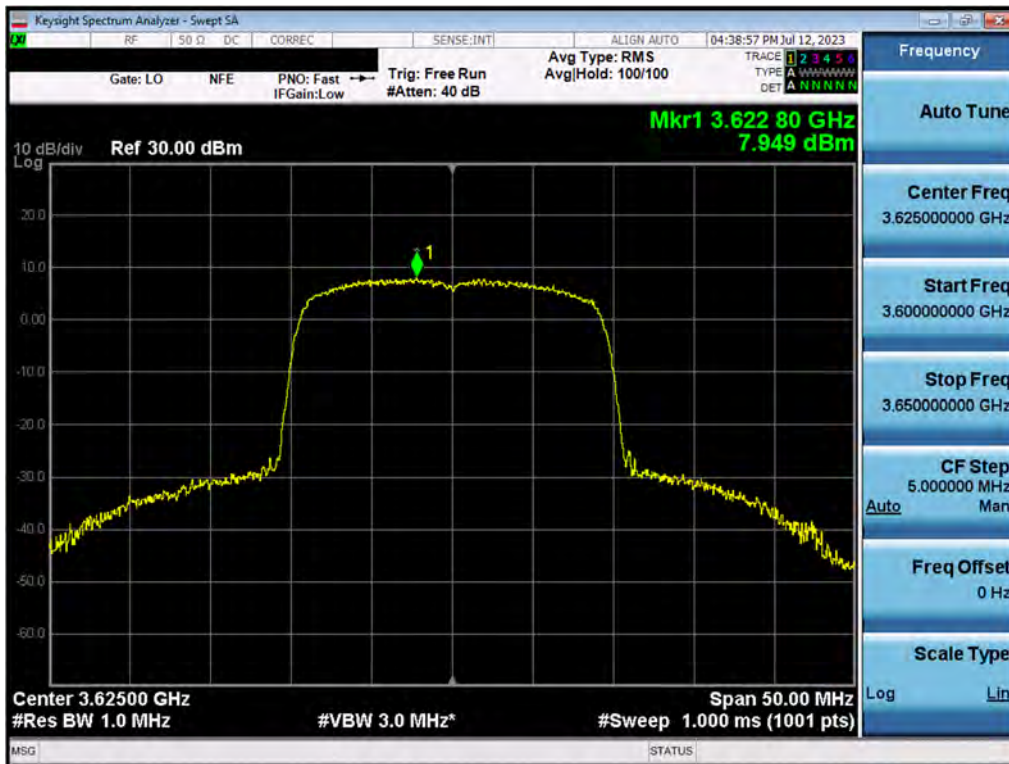 Keysight Spectrum Analyzer - Swept SA
RF 50 Ω DC CORREC SENSE:INT ALIGN AUTO 04:38:57 PM Jul 12, 2023
Gate: LO NFE PNO: Fast IFGain:Low Trig: Free Run #Atten: 40 dB Avg Type: RMS Avg|Hold: 100/100
TRACE 1 2 3 4 5 6
TYPE A WWWWW
DET A N N N N N
Mkr1 3.622 80 GHz
7.949 dBm
10 dB/div Ref 30.00 dBm
Log
20.0
10.0
1
0.00
-10.0
-20.0
-30.0
-40.0
-50.0
-60.0
Center 3.62500 GHz Span 50.00 MHz
#Res BW 1.0 MHz #VBW 3.0 MHz* #Sweep 1.000 ms (1001 pts)
MSG STATUS
Frequency
Auto Tune
Center Freq
3.625000000 GHz
Start Freq
3.600000000 GHz
Stop Freq
3.650000000 GHz
CF Step
5.000000 MHz
Auto Man
Freq Offset
0 Hz
Scale Type
Log Lin